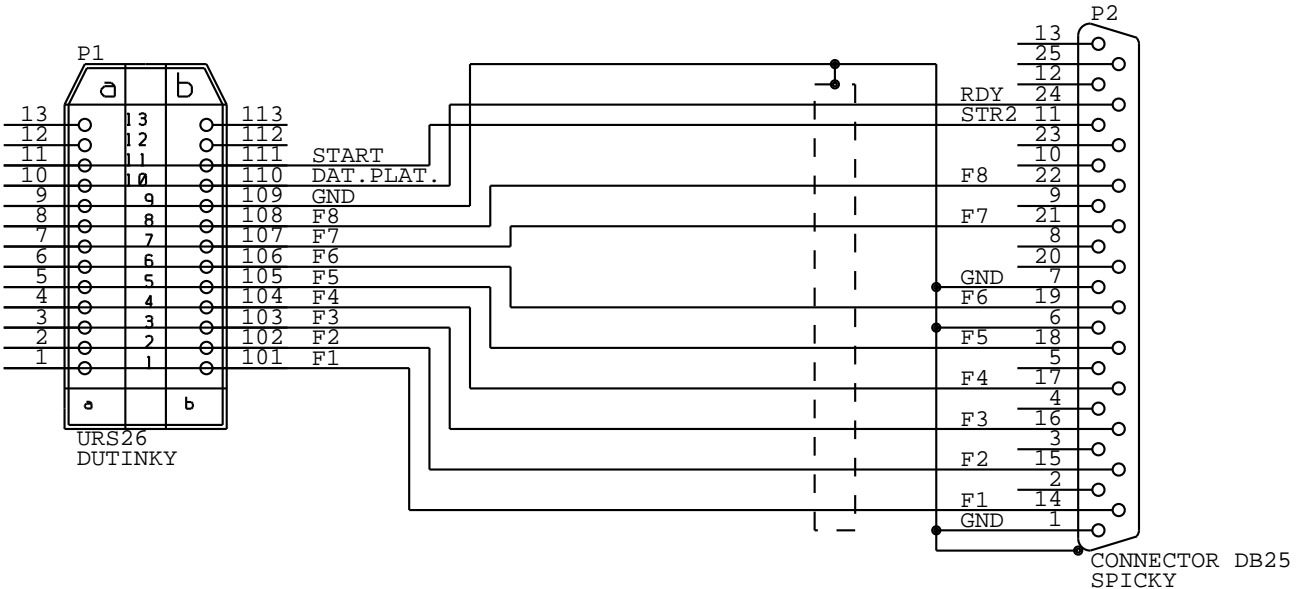 P2
13
25
P1
12
a b
RDY 24
13 13 113 STR2 11
12 12 112 23
11 11 111 START 10
10 10 110 DAT.PLAT. F8 22
9 9 109 GND 9
8 8 108 F8 F7 21
7 7 107 F7 8
6 6 106 F6 20
5 5 105 F5 GND 7
4 4 104 F4 F6 19
3 3 103 F3 6
2 2 102 F2 F5 18
1 1 101 F1 5
F4 17
a b 4
F3 16
URS26 3
DUTINKY F2 15
2
F1 14
GND 1
CONNECTOR DB25
SPICKY